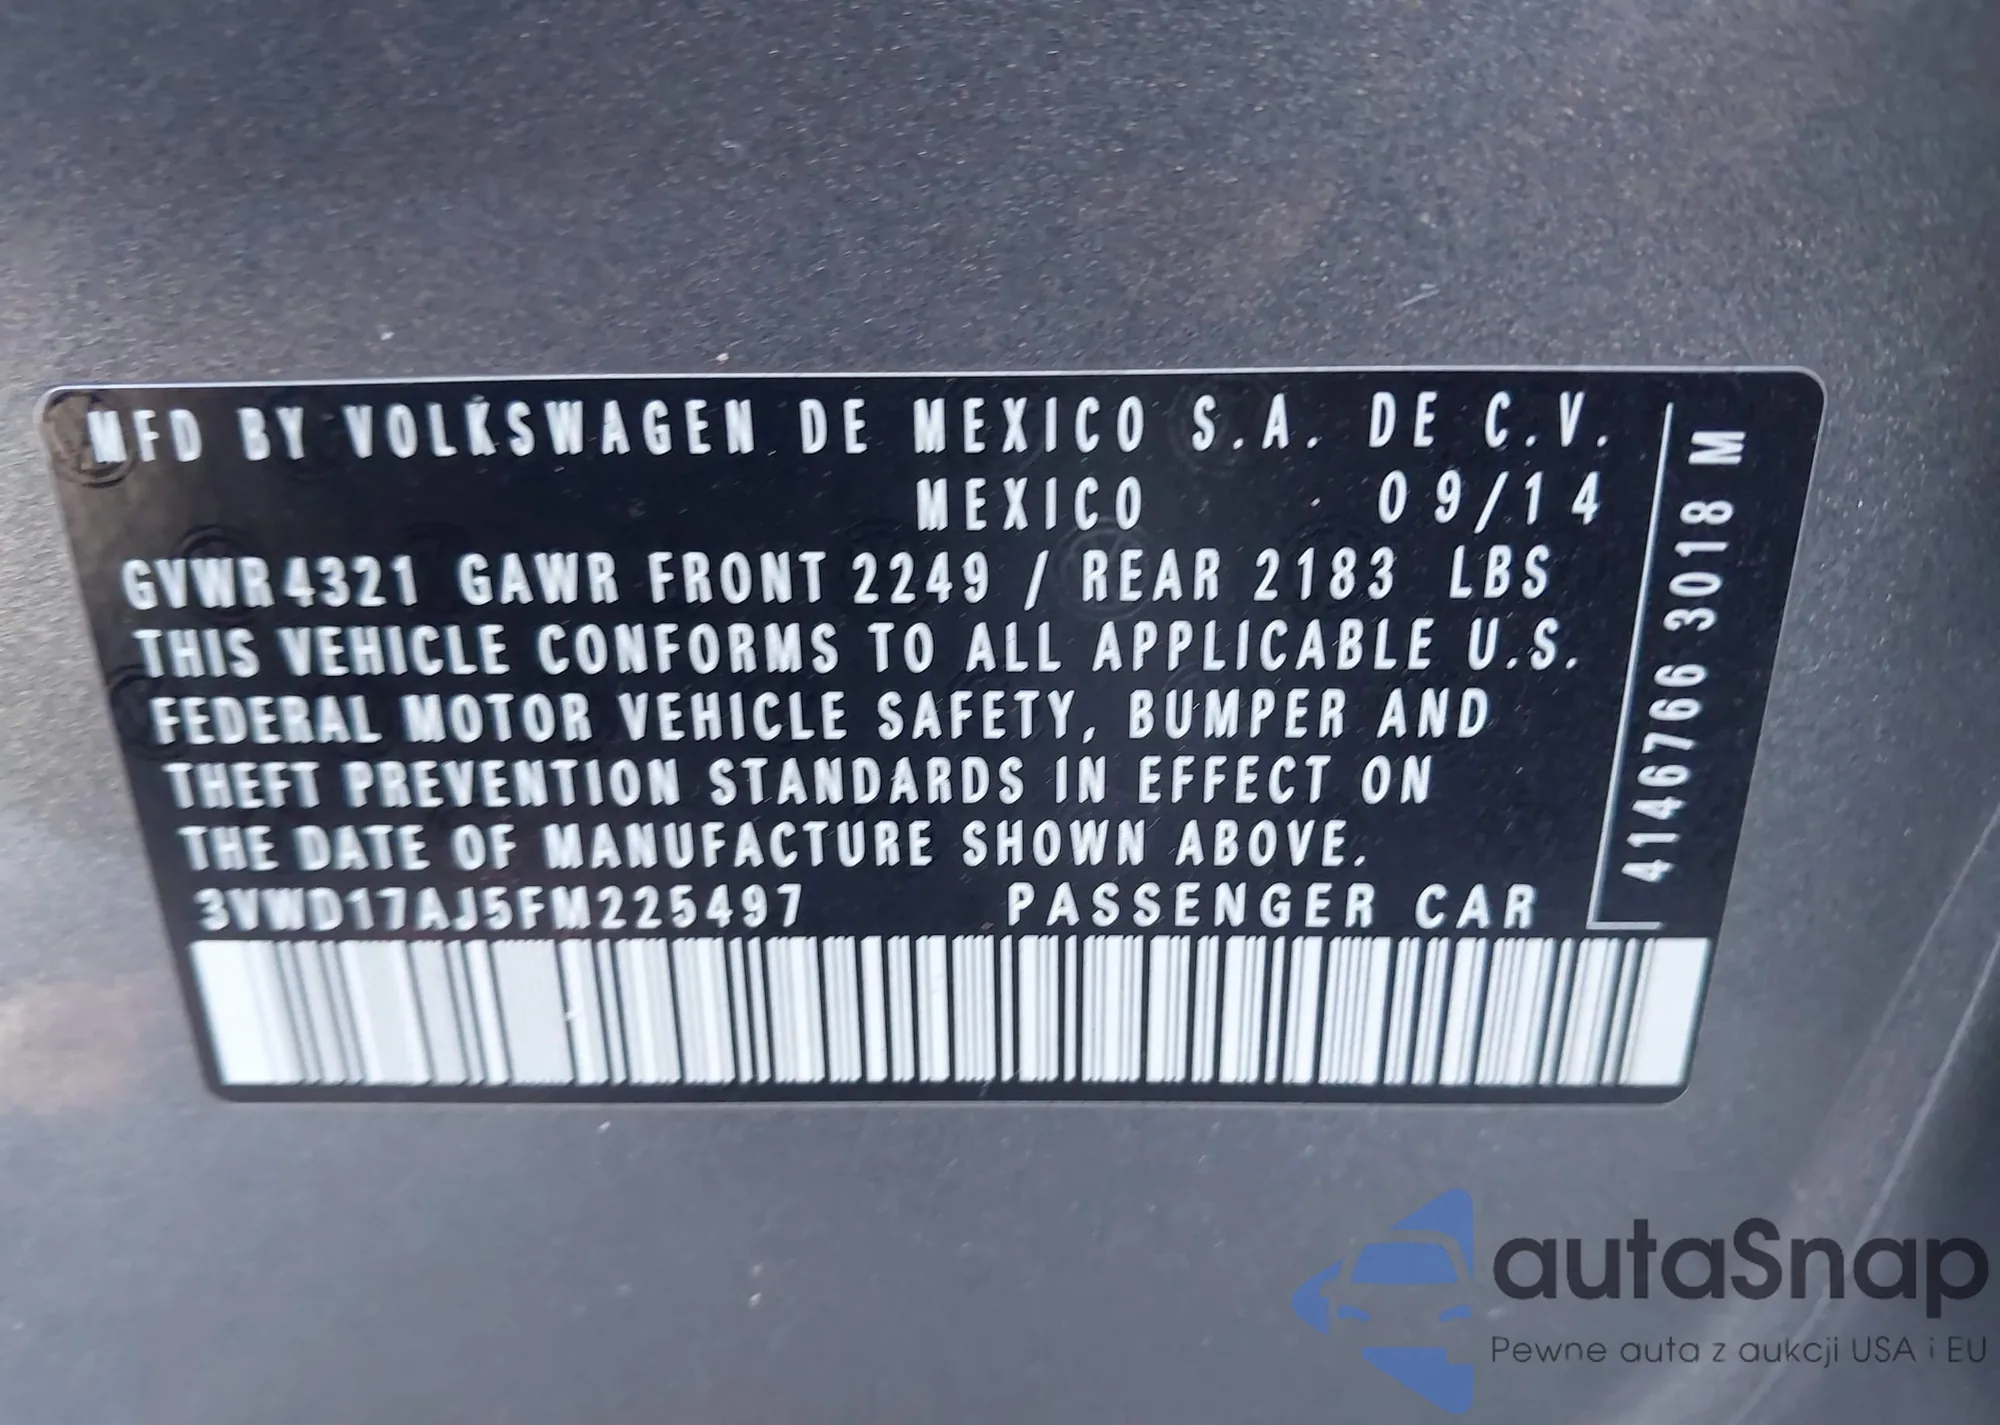 MFD BY VOLKSWAGEN DE MEXICO S.A. DE C.V.
MEXICO 09/14
GVWR 4321 GAWR FRONT 2249 / REAR 2183 LBS
THIS VEHICLE CONFORMS TO ALL APPLICABLE U.S.
FEDERAL MOTOR VEHICLE SAFETY, BUMPER AND
THEFT PREVENTION STANDARDS IN EFFECT ON
THE DATE OF MANUFACTURE SHOWN ABOVE.
3VWD17AJ5FM225497 PASSENGER CAR
4146766 3018 M
autaSnap
Pewne auta z aukcji USA i EU